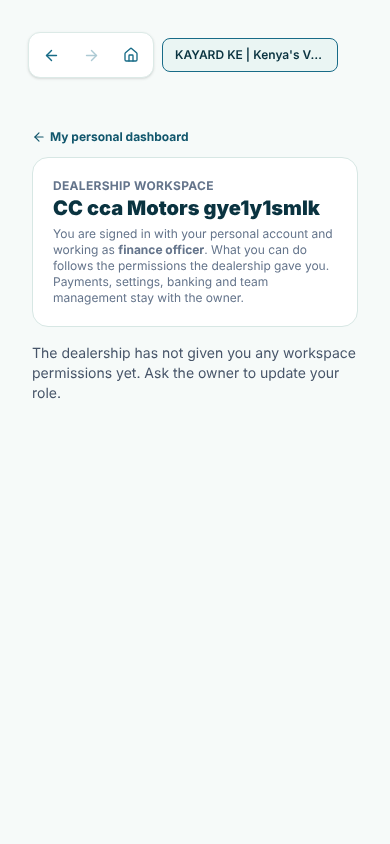 KAYARD KE | Kenya's V...
My personal dashboard
DEALERSHIP WORKSPACE
CC cca Motors gye1y1smlk
You are signed in with your personal account and
working as finance officer. What you can do
follows the permissions the dealership gave you.
Payments, settings, banking and team
management stay with the owner.
The dealership has not given you any workspace
permissions yet. Ask the owner to update your
role.